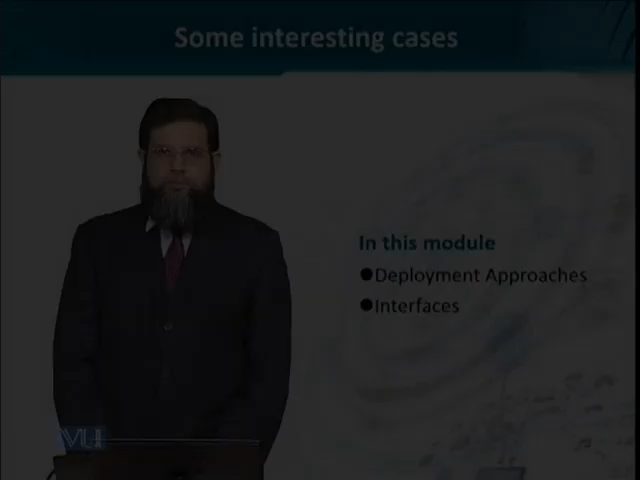 Some interesting cases
In this module
●Deployment Approaches
●Interfaces
VU